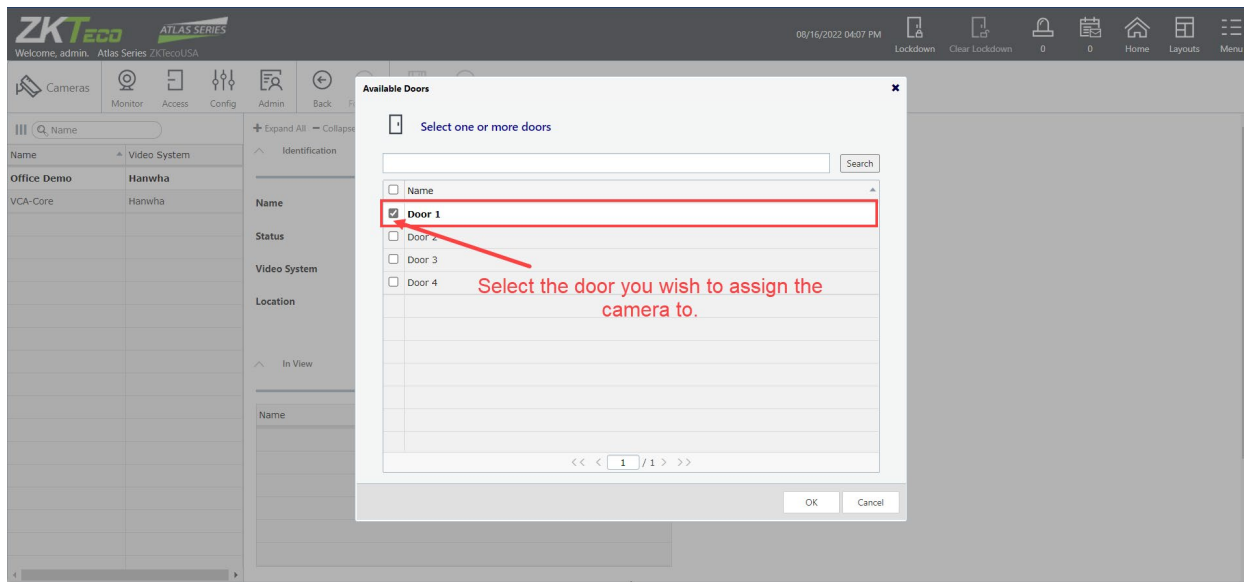 ZKTeco ATLAS SERIES
Welcome, admin. Atlas Series ZKTecoUSA
08/16/2022 04:07 PM
Lockdown
Clear Lockdown
0
0
Home
Layouts
Menu
Cameras
Monitor
Access
Config
Admin
Back
Name
Name Video System
Office Demo Hanwha
VCA-Core Hanwha
Expand All Collapse
Identification
Name
Status
Video System
Location
In View
Name
Available Doors
Select one or more doors
Search
Name
Door 1
Door 2
Door 3
Door 4
Select the door you wish to assign the
camera to.
<< < 1 / 1 > >>
OK Cancel